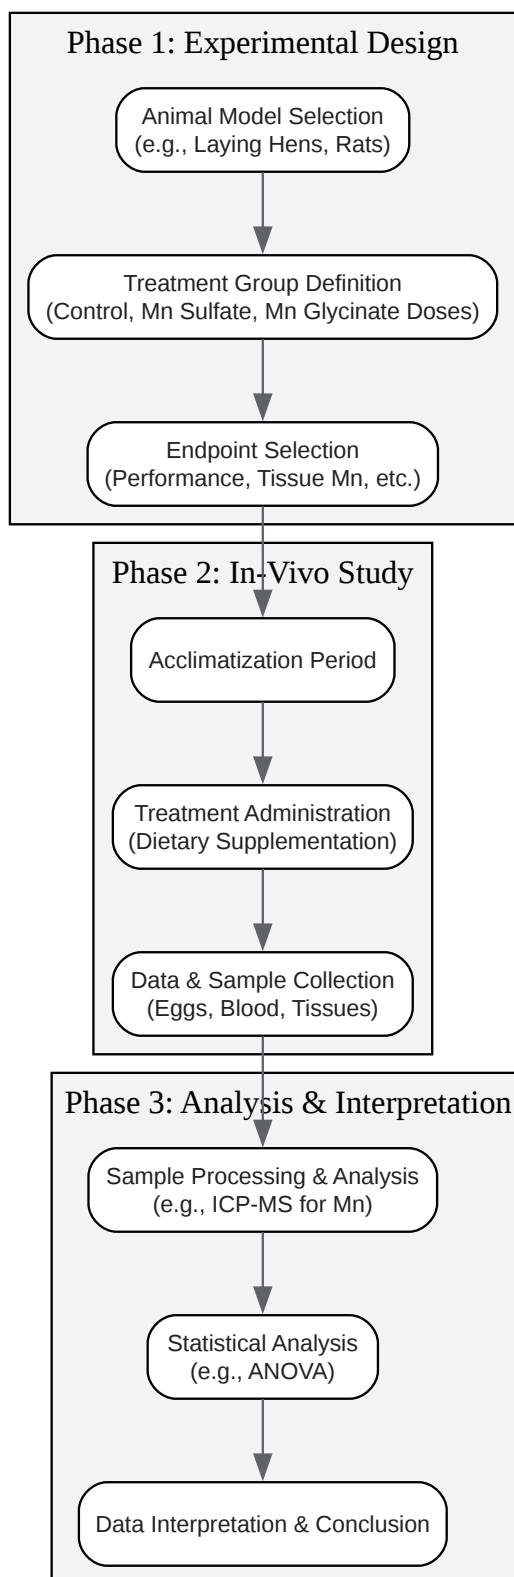 Phase 1: Experimental Design
Animal Model Selection
(e.g., Laying Hens, Rats)
Treatment Group Definition
(Control, Mn Sulfate, Mn Glycinate Doses)
Endpoint Selection
(Performance, Tissue Mn, etc.)
Phase 2: In-Vivo Study
Acclimatization Period
Treatment Administration
(Dietary Supplementation)
Data & Sample Collection
(Eggs, Blood, Tissues)
Phase 3: Analysis & Interpretation
Sample Processing & Analysis
(e.g., ICP-MS for Mn)
Statistical Analysis
(e.g., ANOVA)
Data Interpretation & Conclusion